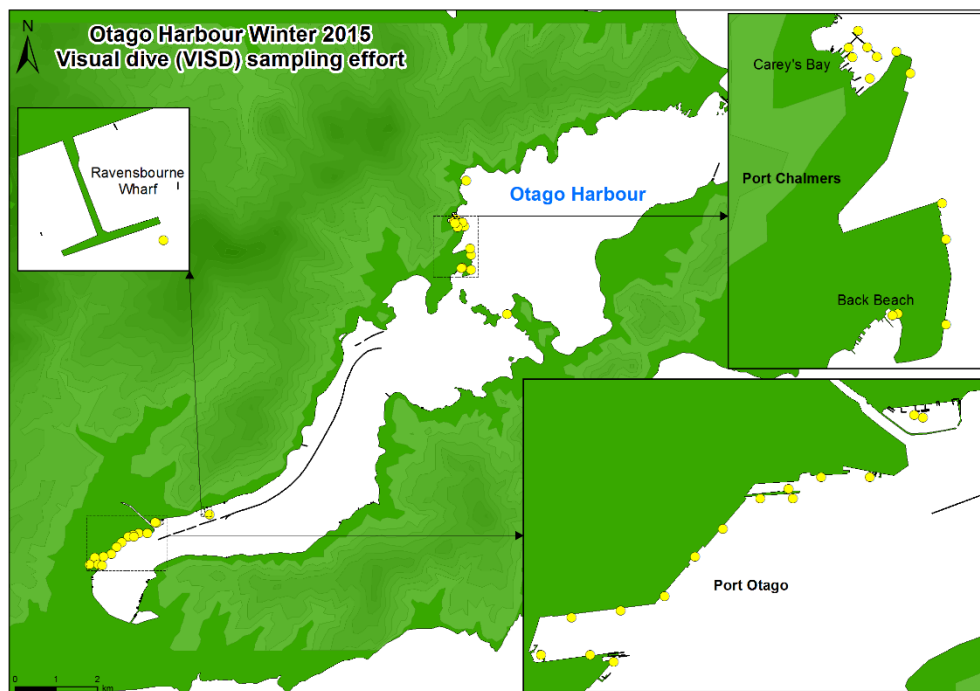 Otago Harbour Winter 2015
Visual dive (VISD) sampling effort
N
Ravensbourne
Wharf
Carey's Bay
Port Chalmers
Back Beach
Otago Harbour
Port Otago
0 1 2
km